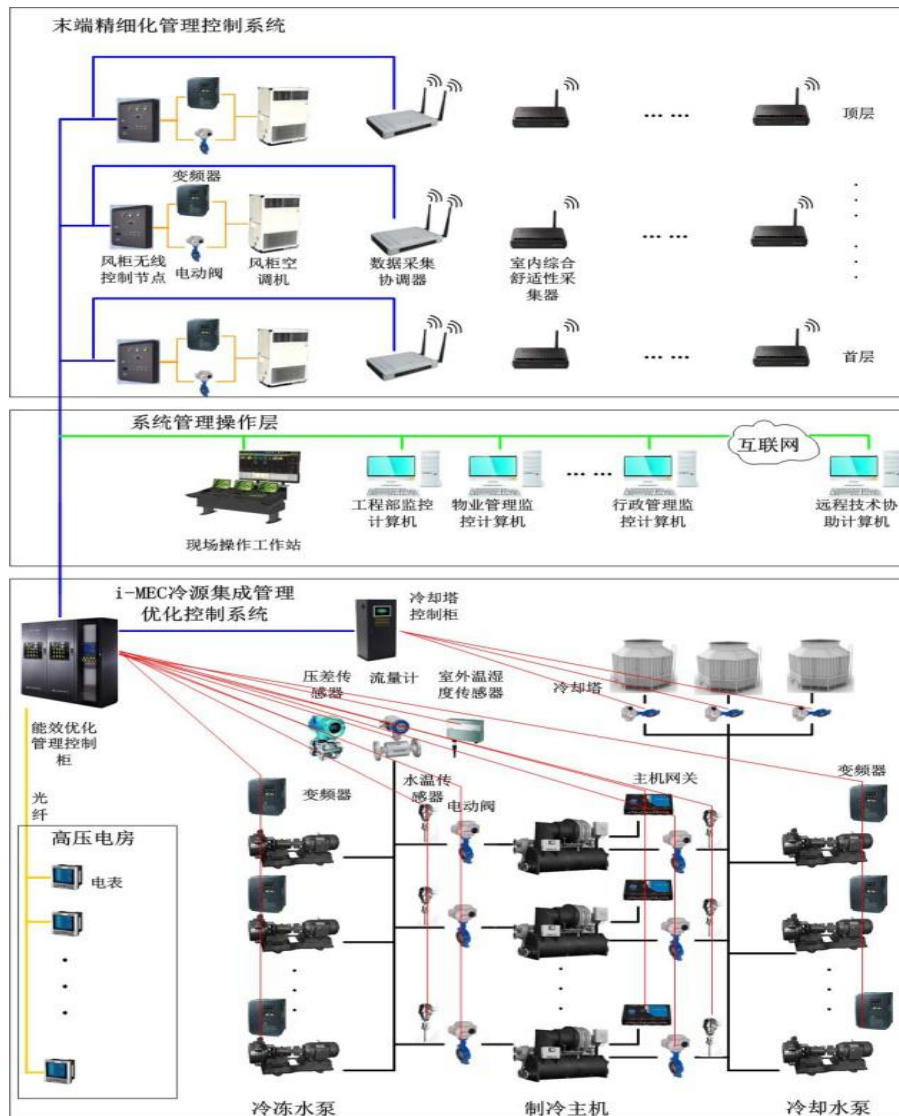 末端精细化管理控制系统
顶层
变频器
风柜无线
控制节点
电动阀
风柜空
调机
数据采集
协调器
室内综合
舒适性采
集器
... ...
... ...
... ...
首层
系统管理操作层
互联网
现场操作工作站
工程部监控
计算机
物业管理监
控计算机
... ...
行政管理监
控计算机
远程技术协
助计算机
i-MEC冷源集成管理
优化控制系统
冷却塔
控制柜
压差传
感器
流量计
室外温湿
度传感器
冷却塔
能效优化
管理控制
柜
光
纤
变频器
水温传
感器
电动阀
主机网关
变频器
高压电房
电表
冷冻水泵
制冷主机
冷却水泵